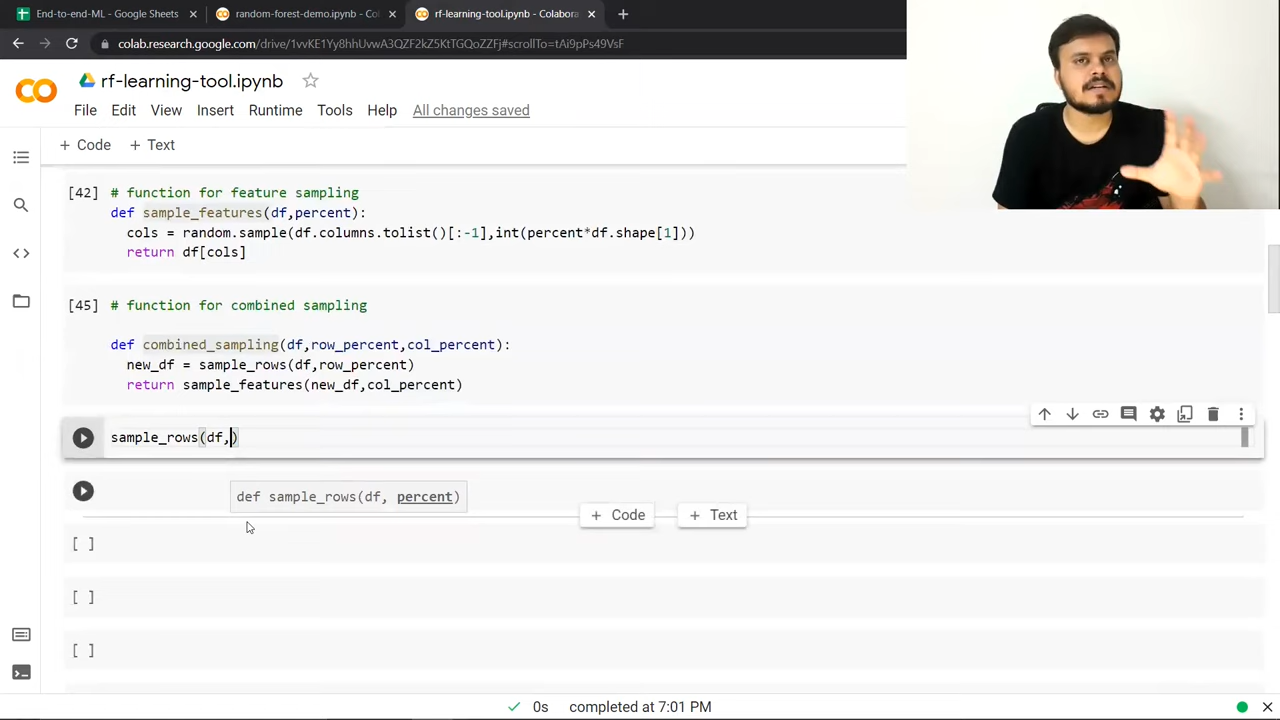 End-to-end-ML - Google Sheets
random-forest-demo.ipynb - Col
rf-learning-tool.ipynb - Colabora
colab.research.google.com/drive/1vvKE1Yy8hhUvwA3QZF2kZ5KtTGQoZZFj#scrollTo=tAi9pPs49VsF
rf-learning-tool.ipynb
File Edit View Insert Runtime Tools Help All changes saved
+ Code + Text
[42] # function for feature sampling
def sample_features(df,percent):
cols = random.sample(df.columns.tolist()[:-1],int(percent*df.shape[1]))
return df[cols]
[45] # function for combined sampling
def combined_sampling(df,row_percent,col_percent):
new_df = sample_rows(df,row_percent)
return sample_features(new_df,col_percent)
sample_rows(df,)
def sample_rows(df, percent)
+ Code + Text
[ ]
[ ]
[ ]
0s completed at 7:01 PM